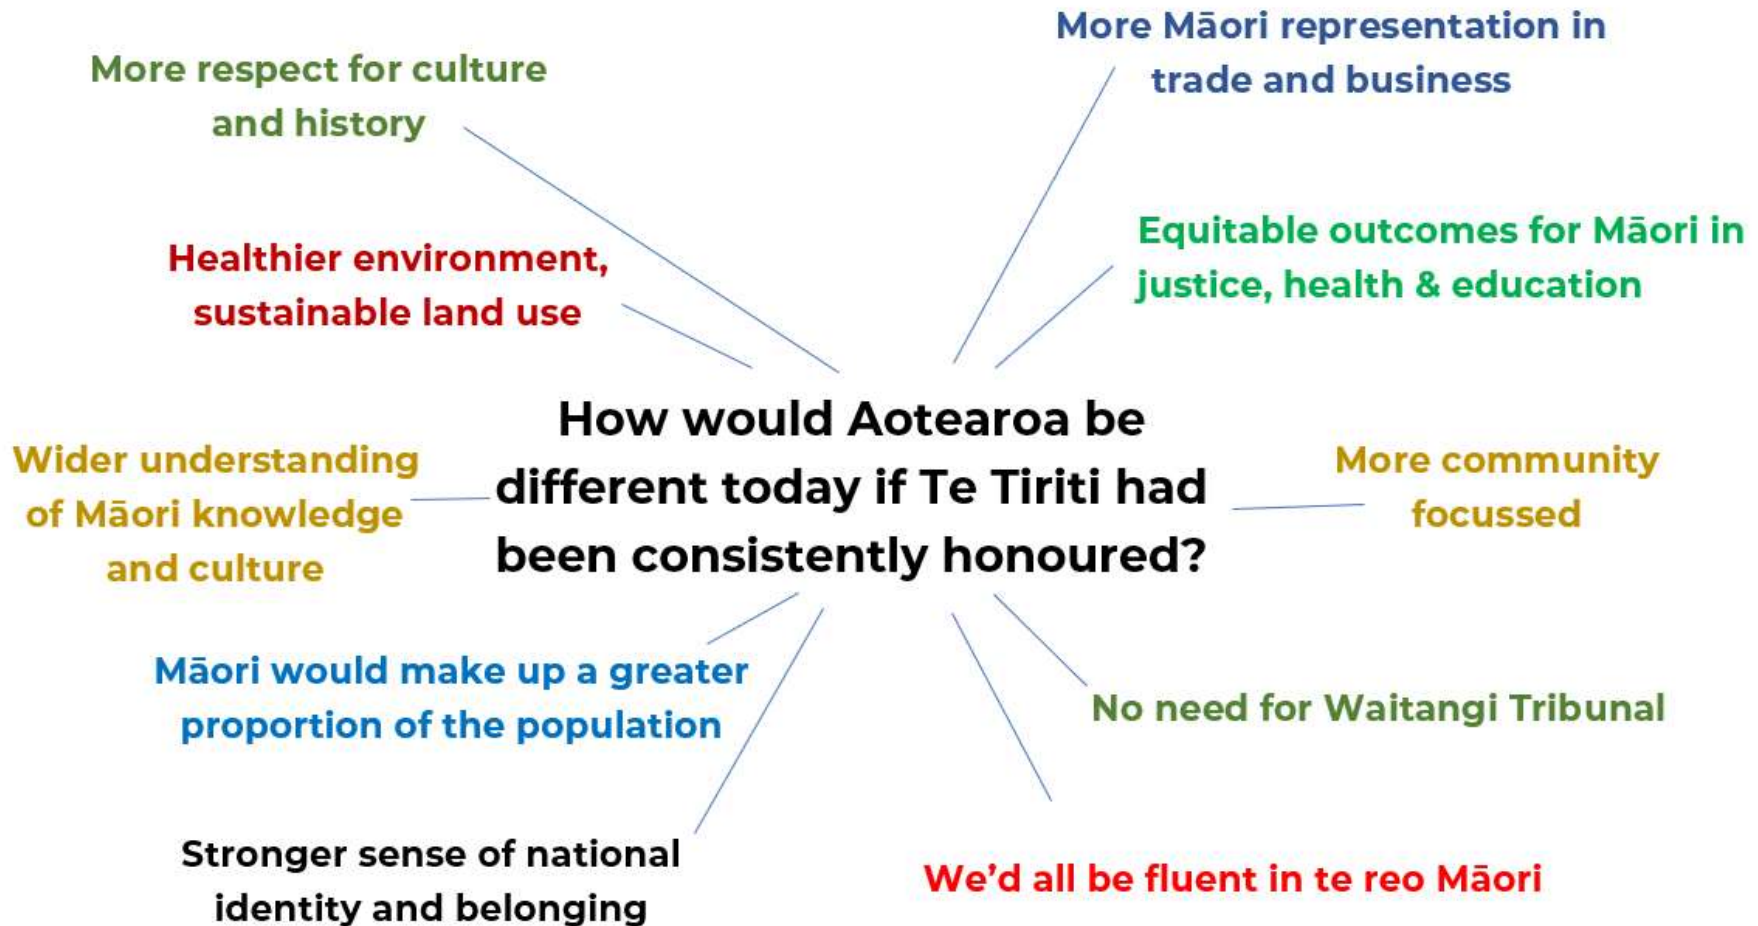 More respect for culture
and history
More Māori representation in
trade and business
Healthier environment,
sustainable land use
Equitable outcomes for Māori in
justice, health & education
How would Aotearoa be
different today if Te Tiriti had
been consistently honoured?
Wider understanding
of Māori knowledge
and culture
More community
focussed
Māori would make up a greater
proportion of the population
No need for Waitangi Tribunal
Stronger sense of national
identity and belonging
We’d all be fluent in te reo Māori